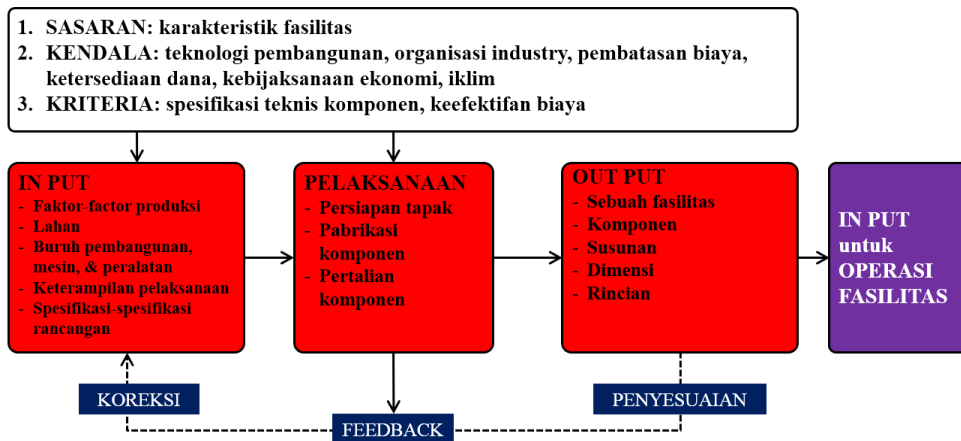 1. SASARAN: karakteristik fasilitas
2. KENDALA: teknologi pembangunan, organisasi industry, pembatasan biaya,
ketersediaan dana, kebijaksanaan ekonomi, iklim
3. KRITERIA: spesifikasi teknis komponen, keefektifan biaya
IN PUT
- Faktor-factor produksi
- Lahan
- Buruh pembangunan,
mesin, & peralatan
- Keterampilan pelaksanaan
- Spesifikasi-spesifikasi
rancangan
PELAKSANAAN
- Persiapan tapak
- Pabrikasi
komponen
- Pertalian
komponen
OUT PUT
- Sebuah fasilitas
- Komponen
- Susunan
- Dimensi
- Rincian
IN PUT
untuk
OPERASI
FASILITAS
KOREKSI
FEEDBACK
PENYESUAIAN